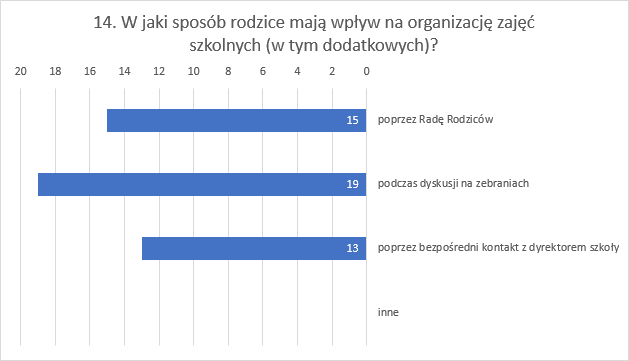 14. W jaki sposób rodzice mają wpływ na organizację zajęć
szkolnych (w tym dodatkowych)?
20 18 16 14 12 10 8 6 4 2 0
15 poprzez Radę Rodziców
19 podczas dyskusji na zebraniach
13 poprzez bezpośredni kontakt z dyrektorem szkoły
inne